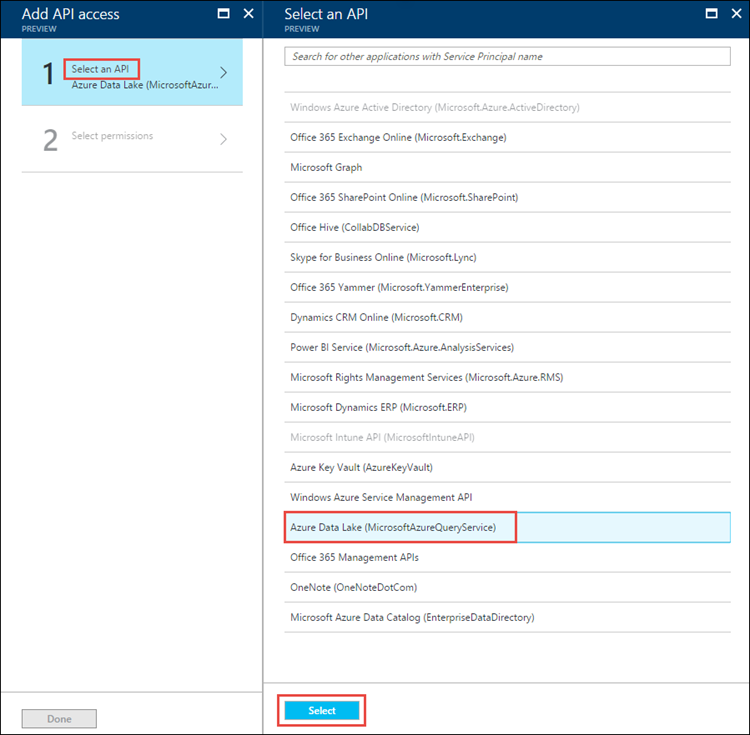 Add API access
PREVIEW
1
Select an API
Azure Data Lake (MicrosoftAzur...
2
Select permissions
Done
Select an API
PREVIEW
Search for other applications with Service Principal name
Windows Azure Active Directory (Microsoft.Azure.ActiveDirectory)
Office 365 Exchange Online (Microsoft.Exchange)
Microsoft Graph
Office 365 SharePoint Online (Microsoft.SharePoint)
Office Hive (CollabDBService)
Skype for Business Online (Microsoft.Lync)
Office 365 Yammer (Microsoft.YammerEnterprise)
Dynamics CRM Online (Microsoft.CRM)
Power BI Service (Microsoft.Azure.AnalysisServices)
Microsoft Rights Management Services (Microsoft.Azure.RMS)
Microsoft Dynamics ERP (Microsoft.ERP)
Microsoft Intune API (MicrosoftIntuneAPI)
Azure Key Vault (AzureKeyVault)
Windows Azure Service Management API
Azure Data Lake (MicrosoftAzureQueryService)
Office 365 Management APIs
OneNote (OneNoteDotCom)
Microsoft Azure Data Catalog (EnterpriseDataDirectory)
Select